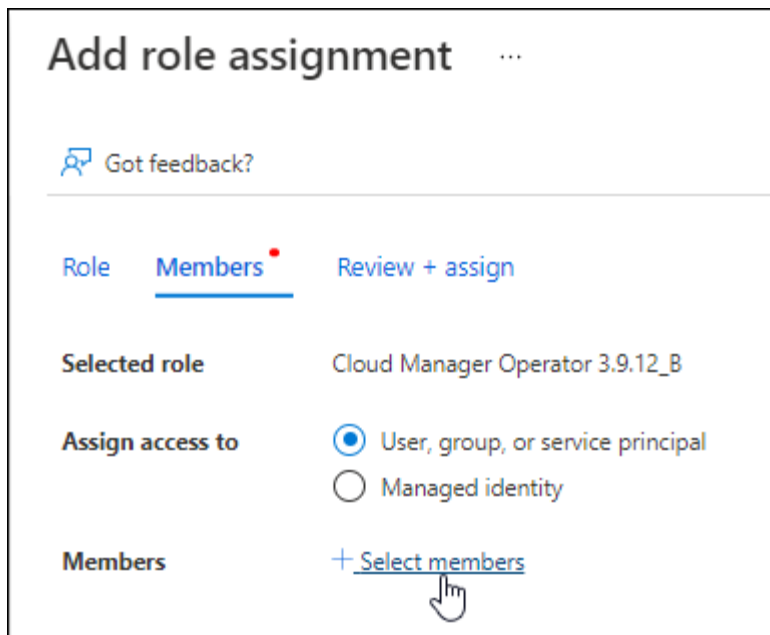 Add role assignment ...
Got feedback?
Role Members Review + assign
Selected role Cloud Manager Operator 3.9.12_B
Assign access to User, group, or service principal
Managed identity
Members + Select members